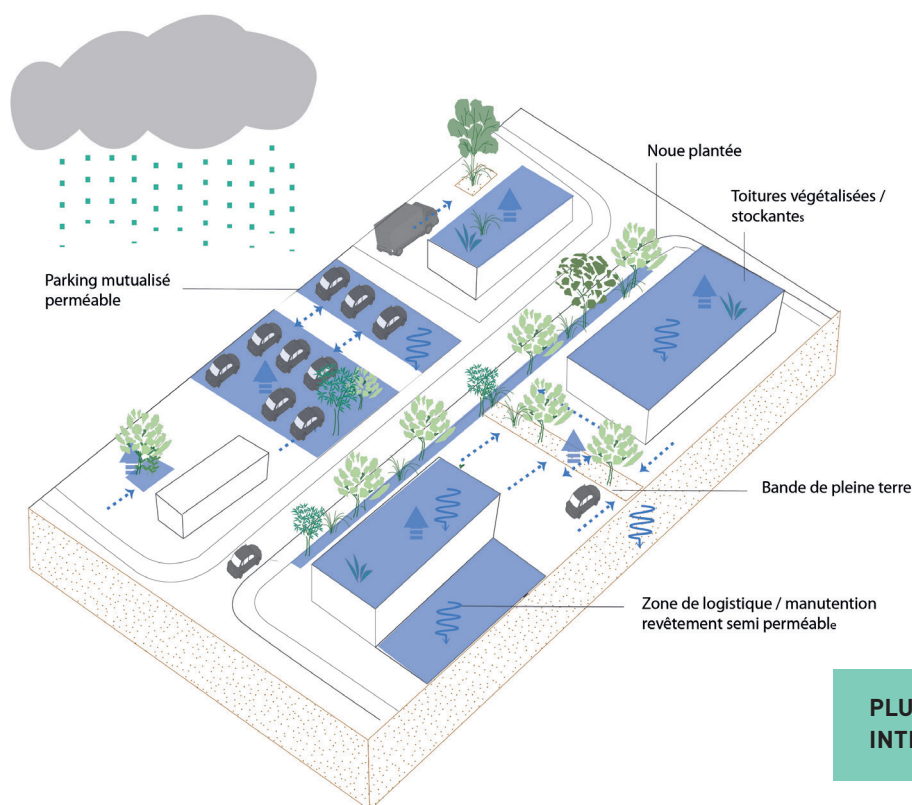 Noue plantée
Toitures végétalisées /
stockantes
Parking mutualisé
perméable
Bande de pleine terre
Zone de logistique / manutention
revêtement semi perméable
PLU
INT